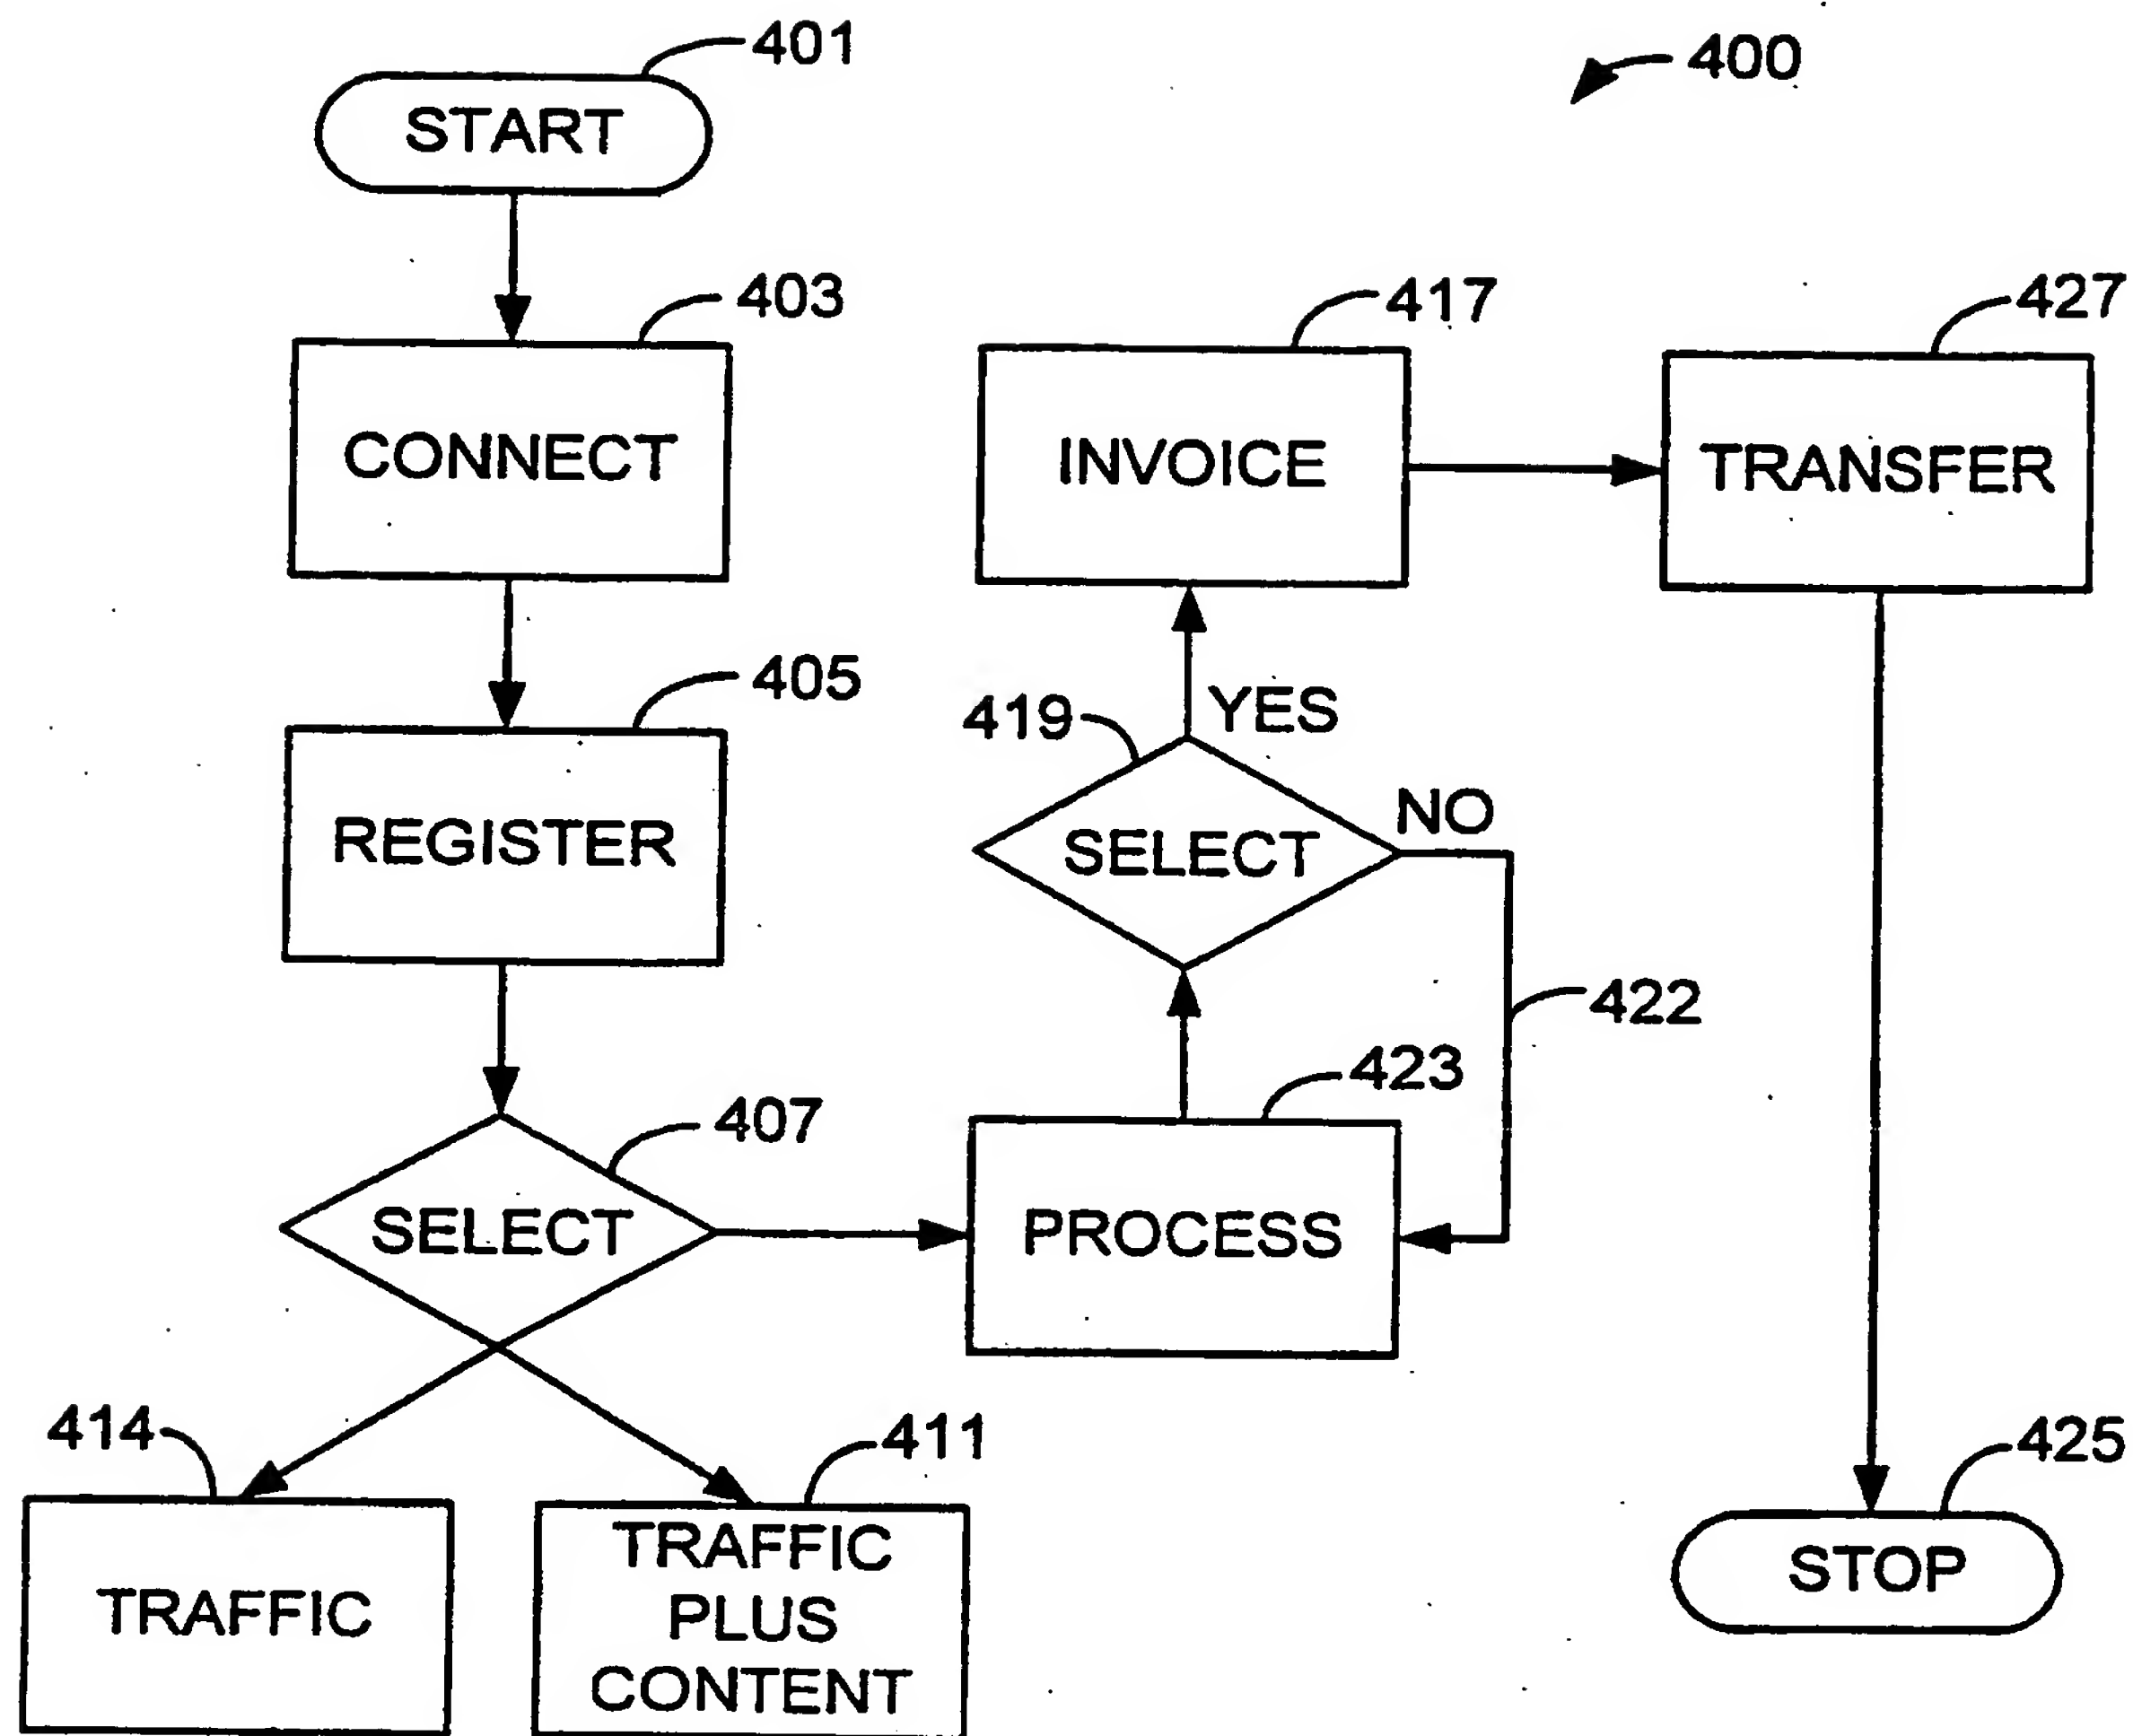 401
400
START
403
417
427
CONNECT
INVOICE
TRANSFER
405
419
YES
NO
REGISTER
SELECT
422
423
407
SELECT
PROCESS
414
411
425
TRAFFIC
TRAFFIC
PLUS
CONTENT
STOP